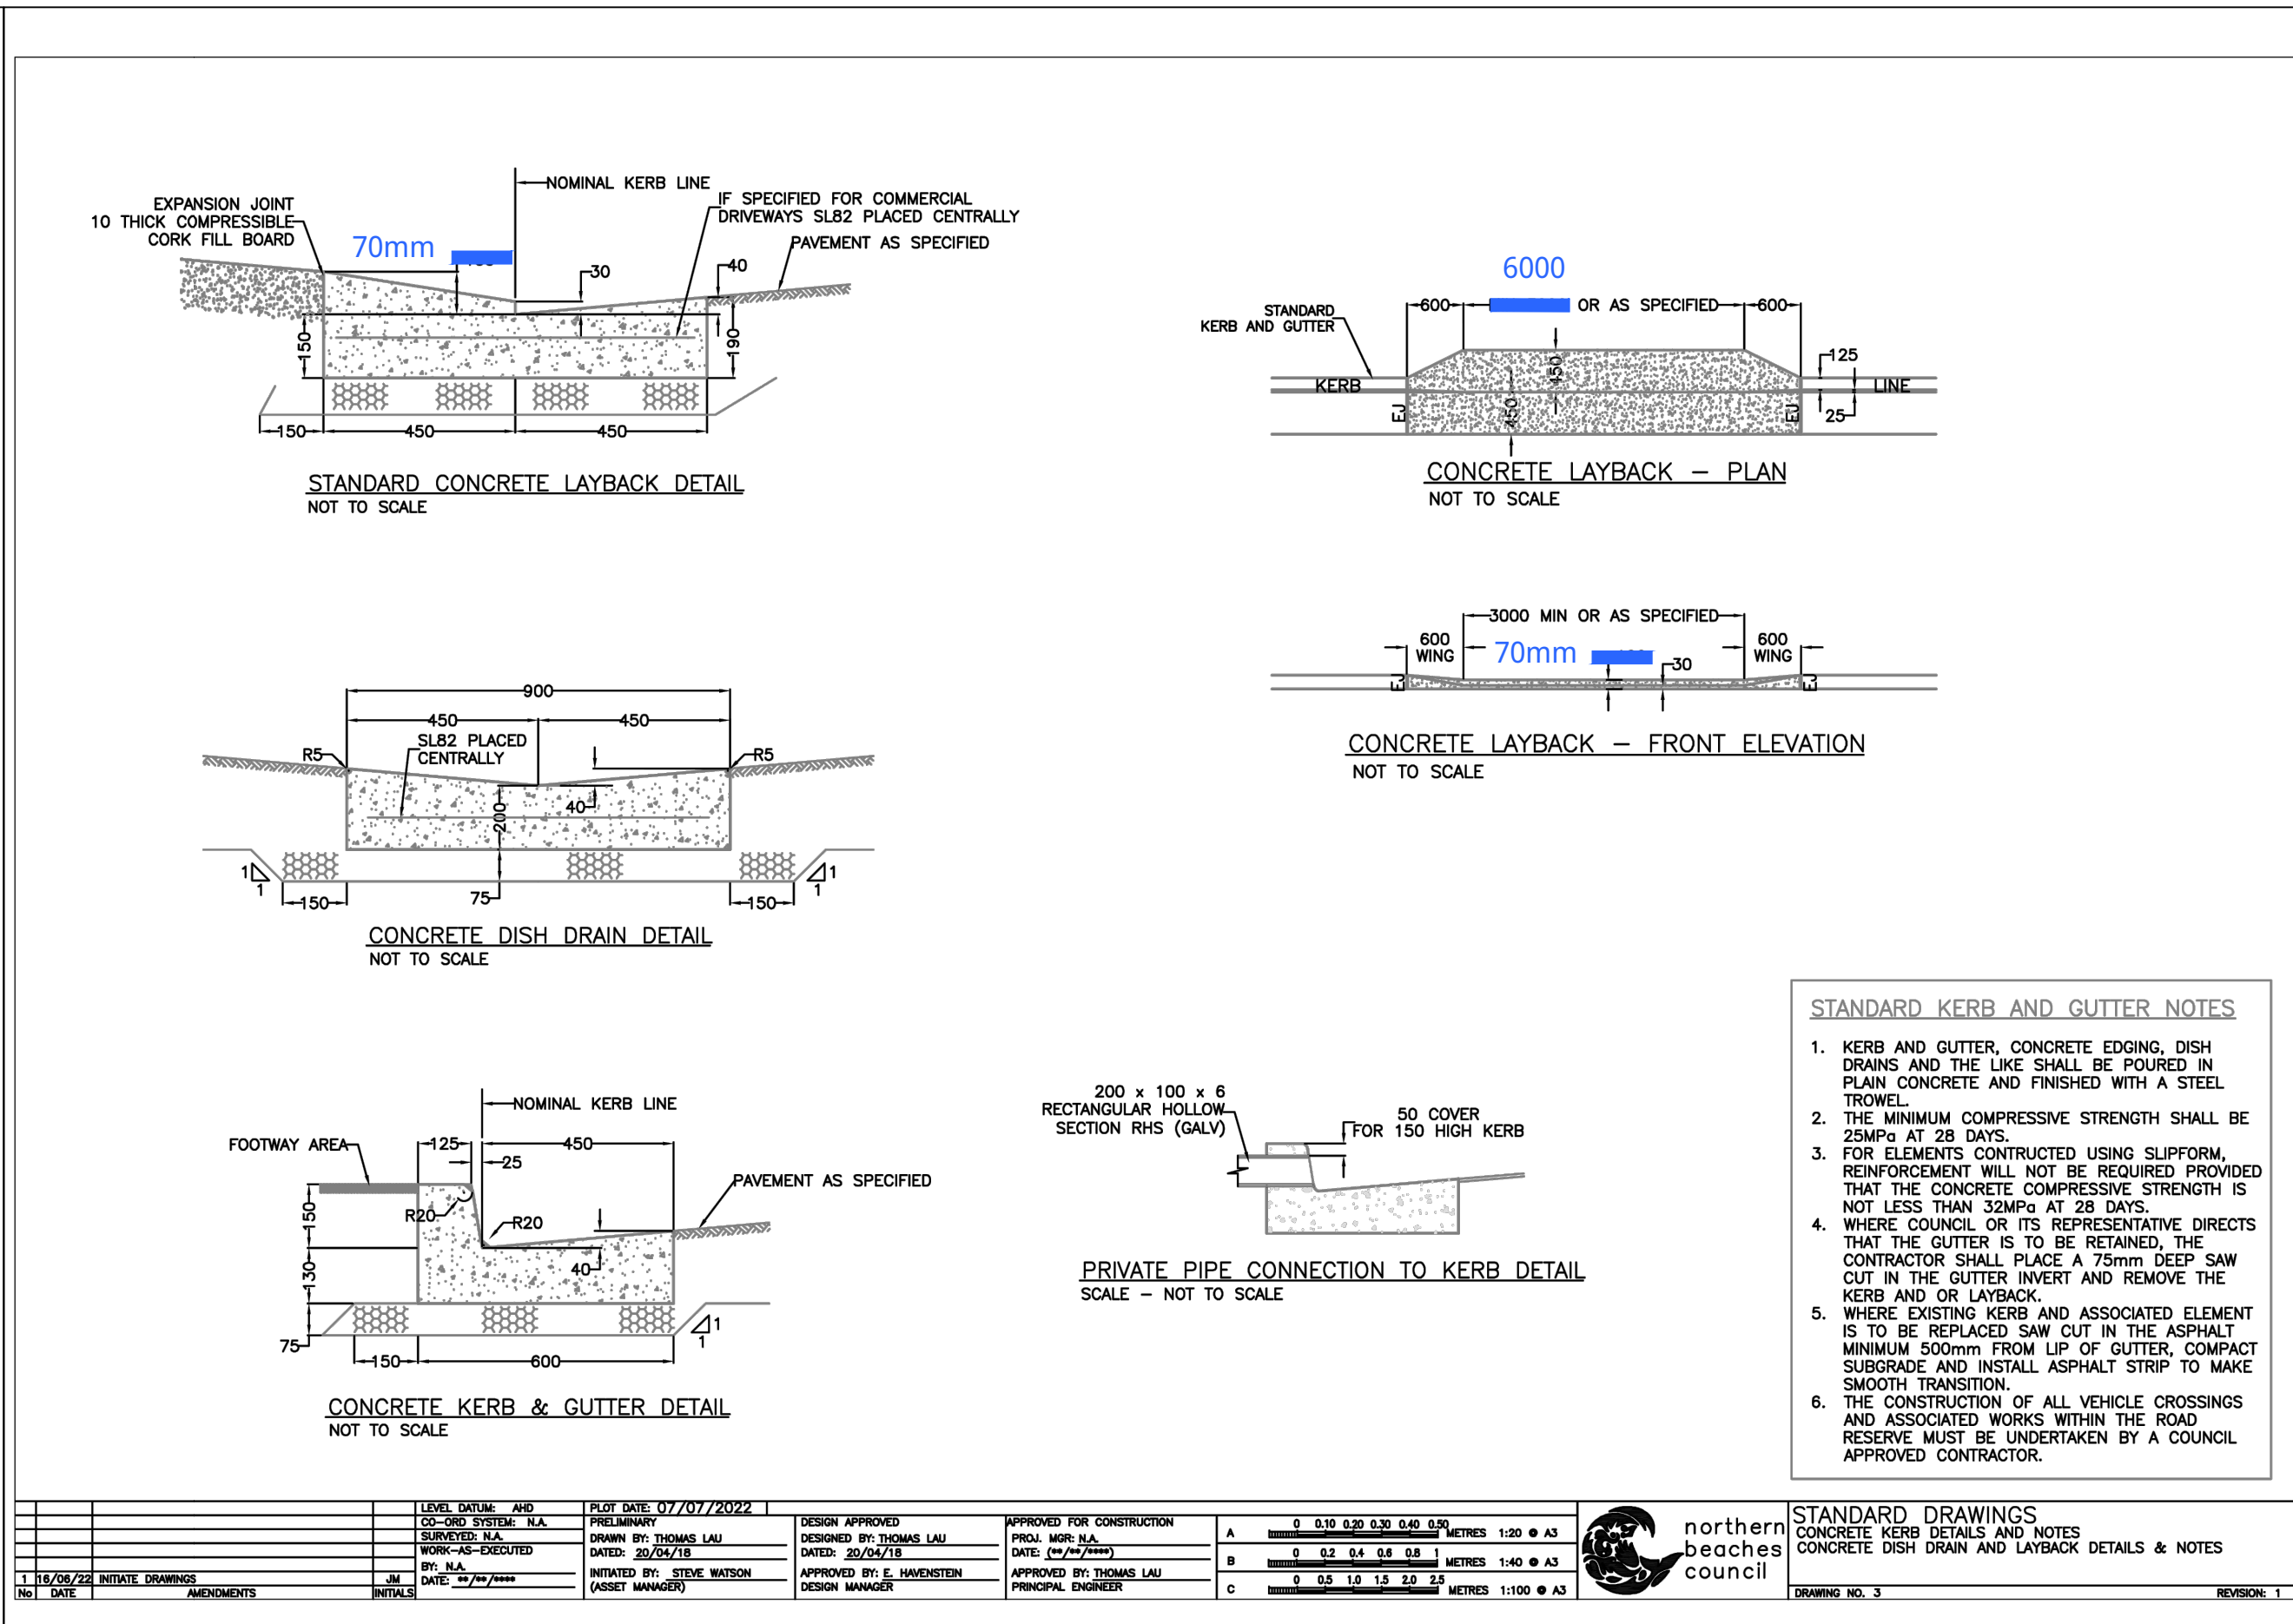 NOMINAL KERB LINE
EXPANSION JOINT
10 THICK COMPRESSIBLE
CORK FILL BOARD
70mm
IF SPECIFIED FOR COMMERCIAL
DRIVEWAYS SL82 PLACED CENTRALLY
PAVEMENT AS SPECIFIED
30
40
150
190
150
450
450
STANDARD CONCRETE LAYBACK DETAIL
NOT TO SCALE
6000
600
OR AS SPECIFIED
600
STANDARD
KERB AND GUTTER
125
KERB
450
LINE
EJ
450
EJ
25
CONCRETE LAYBACK – PLAN
NOT TO SCALE
3000 MIN OR AS SPECIFIED
600
WING
70mm
30
600
WING
EJ
EJ
CONCRETE LAYBACK – FRONT ELEVATION
NOT TO SCALE
900
450
450
SL82 PLACED
CENTRALLY
R5
R5
200
40
1
1
1
1
150
75
150
CONCRETE DISH DRAIN DETAIL
NOT TO SCALE
NOMINAL KERB LINE
FOOTWAY AREA
125
450
25
PAVEMENT AS SPECIFIED
150
R20
R20
130
40
75
1
1
150
600
CONCRETE KERB & GUTTER DETAIL
NOT TO SCALE
200 x 100 x 6
RECTANGULAR HOLLOW
SECTION RHS (GALV)
50 COVER
FOR 150 HIGH KERB
PRIVATE PIPE CONNECTION TO KERB DETAIL
SCALE – NOT TO SCALE
STANDARD KERB AND GUTTER NOTES
1. KERB AND GUTTER, CONCRETE EDGING, DISH
DRAINS AND THE LIKE SHALL BE POURED IN
PLAIN CONCRETE AND FINISHED WITH A STEEL
TROWEL.
2. THE MINIMUM COMPRESSIVE STRENGTH SHALL BE
25MPa AT 28 DAYS.
3. FOR ELEMENTS CONTRUCTED USING SLIPFORM,
REINFORCEMENT WILL NOT BE REQUIRED PROVIDED
THAT THE CONCRETE COMPRESSIVE STRENGTH IS
NOT LESS THAN 32MPa AT 28 DAYS.
4. WHERE COUNCIL OR ITS REPRESENTATIVE DIRECTS
THAT THE GUTTER IS TO BE RETAINED, THE
CONTRACTOR SHALL PLACE A 75mm DEEP SAW
CUT IN THE GUTTER INVERT AND REMOVE THE
KERB AND OR LAYBACK.
5. WHERE EXISTING KERB AND ASSOCIATED ELEMENT
IS TO BE REPLACED SAW CUT IN THE ASPHALT
MINIMUM 500mm FROM LIP OF GUTTER, COMPACT
SUBGRADE AND INSTALL ASPHALT STRIP TO MAKE
SMOOTH TRANSITION.
6. THE CONSTRUCTION OF ALL VEHICLE CROSSINGS
AND ASSOCIATED WORKS WITHIN THE ROAD
RESERVE MUST BE UNDERTAKEN BY A COUNCIL
APPROVED CONTRACTOR.
1 16/06/22 INITIATE DRAWINGS JM
No DATE AMENDMENTS INITIALS
LEVEL DATUM: AHD
CO-ORD SYSTEM: N.A.
SURVEYED: N.A.
WORK-AS-EXECUTED
BY: N.A.
DATE: **/**/****
PLOT DATE: 07/07/2022
PRELIMINARY
DRAWN BY: THOMAS LAU
DATED: 20/04/18
INITIATED BY: STEVE WATSON
(ASSET MANAGER)
DESIGN APPROVED
DESIGNED BY: THOMAS LAU
DATED: 20/04/18
APPROVED BY: E. HAVENSTEIN
DESIGN MANAGER
APPROVED FOR CONSTRUCTION
PROJ. MGR: N.A.
DATE: (**/**/****)
APPROVED BY: THOMAS LAU
PRINCIPAL ENGINEER
A 0 0.10 0.20 0.30 0.40 0.50 METRES 1:20 @ A3
B 0 0.2 0.4 0.6 0.8 1 METRES 1:40 @ A3
C 0 0.5 1.0 1.5 2.0 2.5 METRES 1:100 @ A3
northern
beaches
council
STANDARD DRAWINGS
CONCRETE KERB DETAILS AND NOTES
CONCRETE DISH DRAIN AND LAYBACK DETAILS & NOTES
DRAWING NO. 3
REVISION: 1